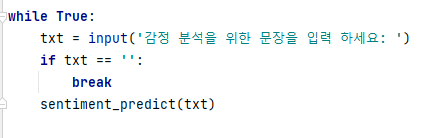 while True:
    txt = input('감정 분석을 위한 문장을 입력 하세요: ')
    if txt == '':
        break
    sentiment_predict(txt)